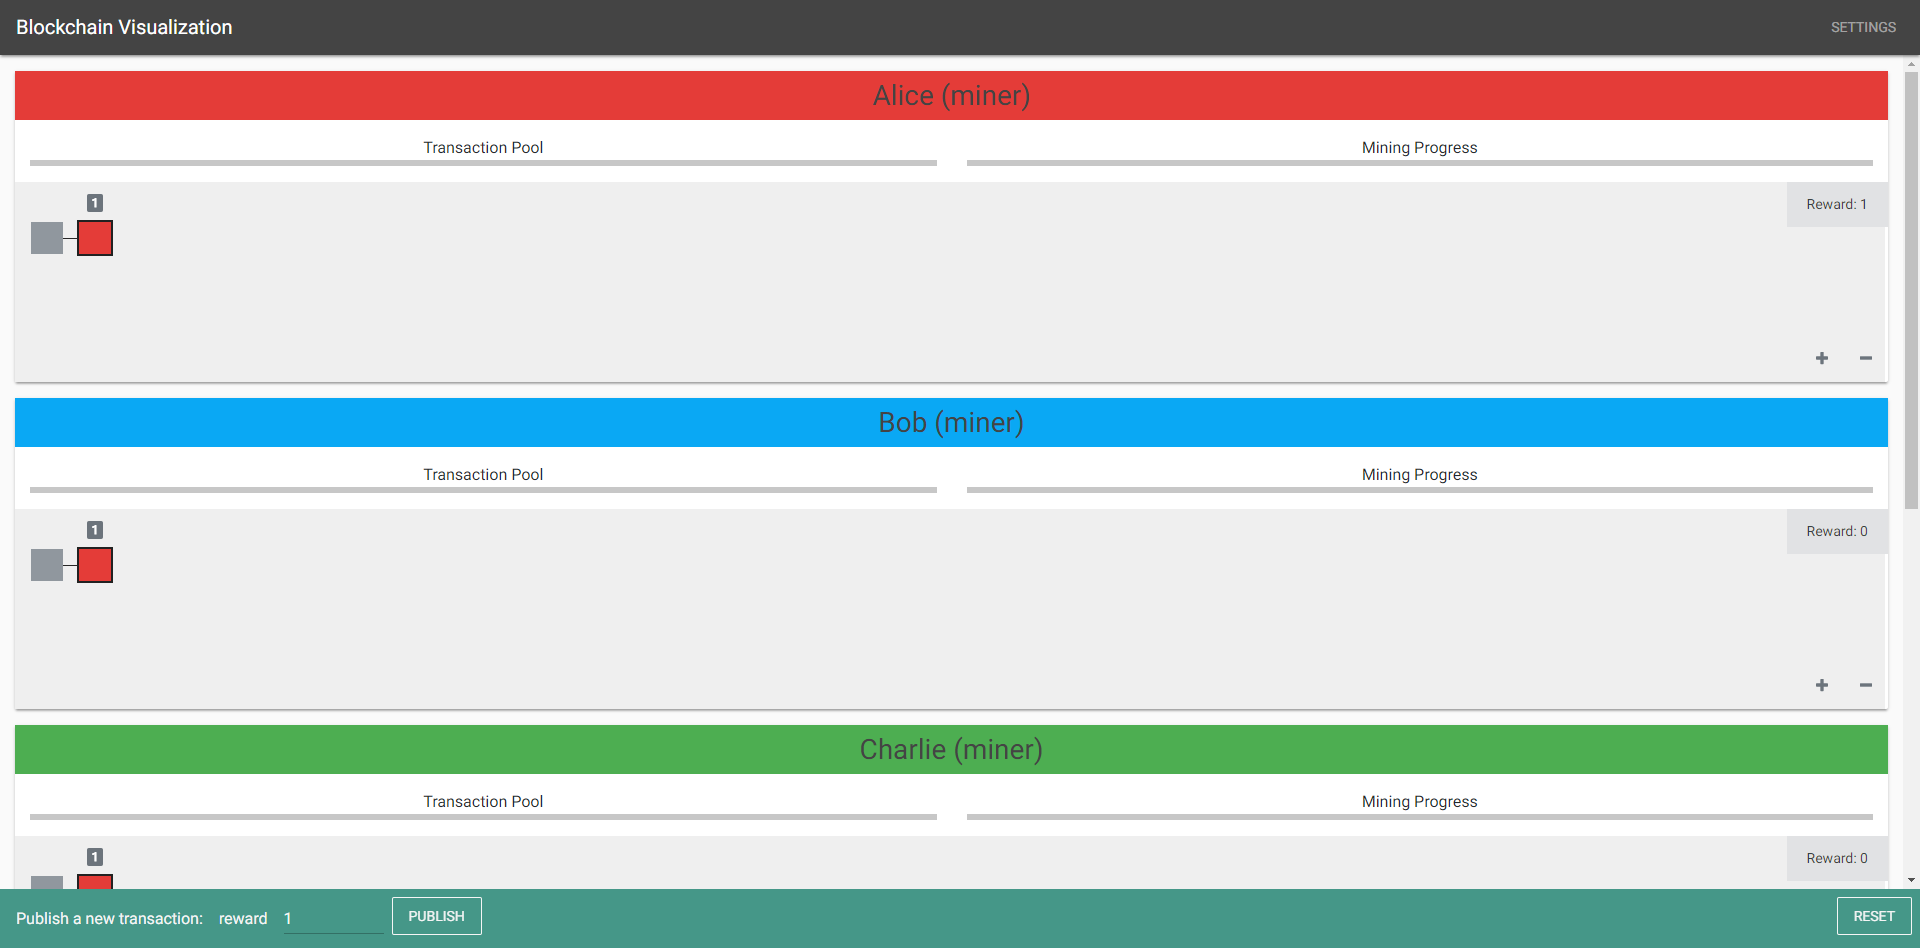 Blockchain Visualization
SETTINGS
Alice (miner)
Transaction Pool
Mining Progress
1
Reward: 1
Bob (miner)
Transaction Pool
Mining Progress
1
Reward: 0
Charlie (miner)
Transaction Pool
Mining Progress
1
Reward: 0
Publish a new transaction: reward 1 PUBLISH
RESET